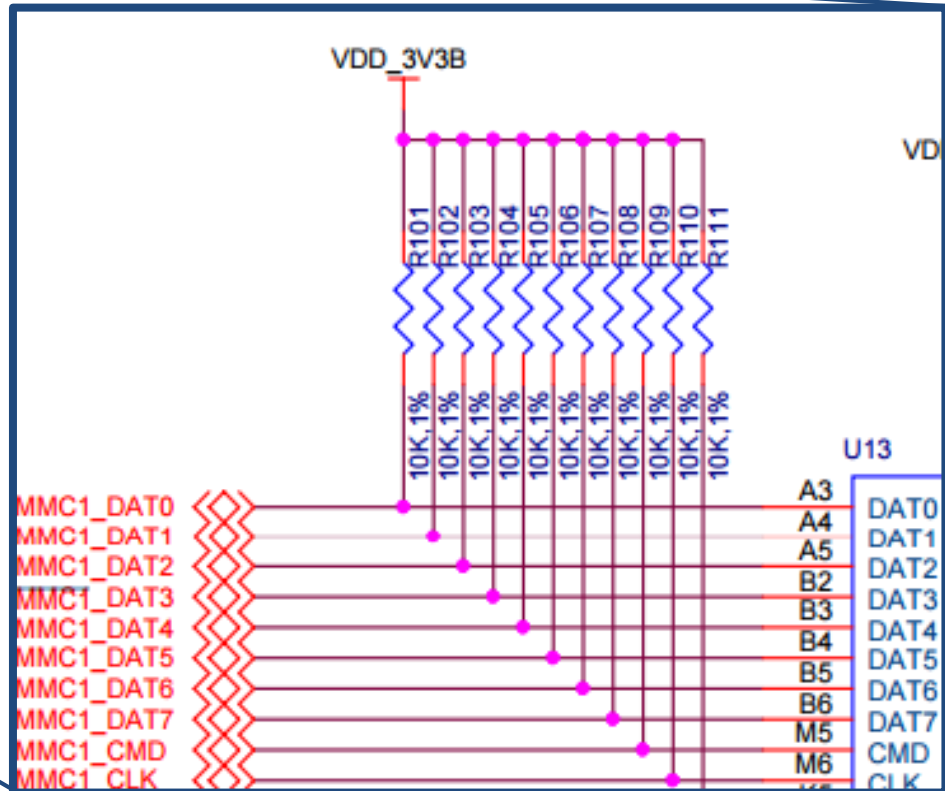 VDD_3V3B
VD
R101
R102
R103
R104
R105
R106
R107
R108
R109
R110
R111
10K,1%
10K,1%
10K,1%
10K,1%
10K,1%
10K,1%
10K,1%
10K,1%
10K,1%
10K,1%
10K,1%
U13
MMC1_DAT0 A3 DAT0
MMC1_DAT1 A4 DAT1
MMC1_DAT2 A5 DAT2
MMC1_DAT3 B2 DAT3
MMC1_DAT4 B3 DAT4
MMC1_DAT5 B4 DAT5
MMC1_DAT6 B5 DAT6
MMC1_DAT7 B6 DAT7
MMC1_CMD M5 CMD
MMC1_CLK M6 CLK